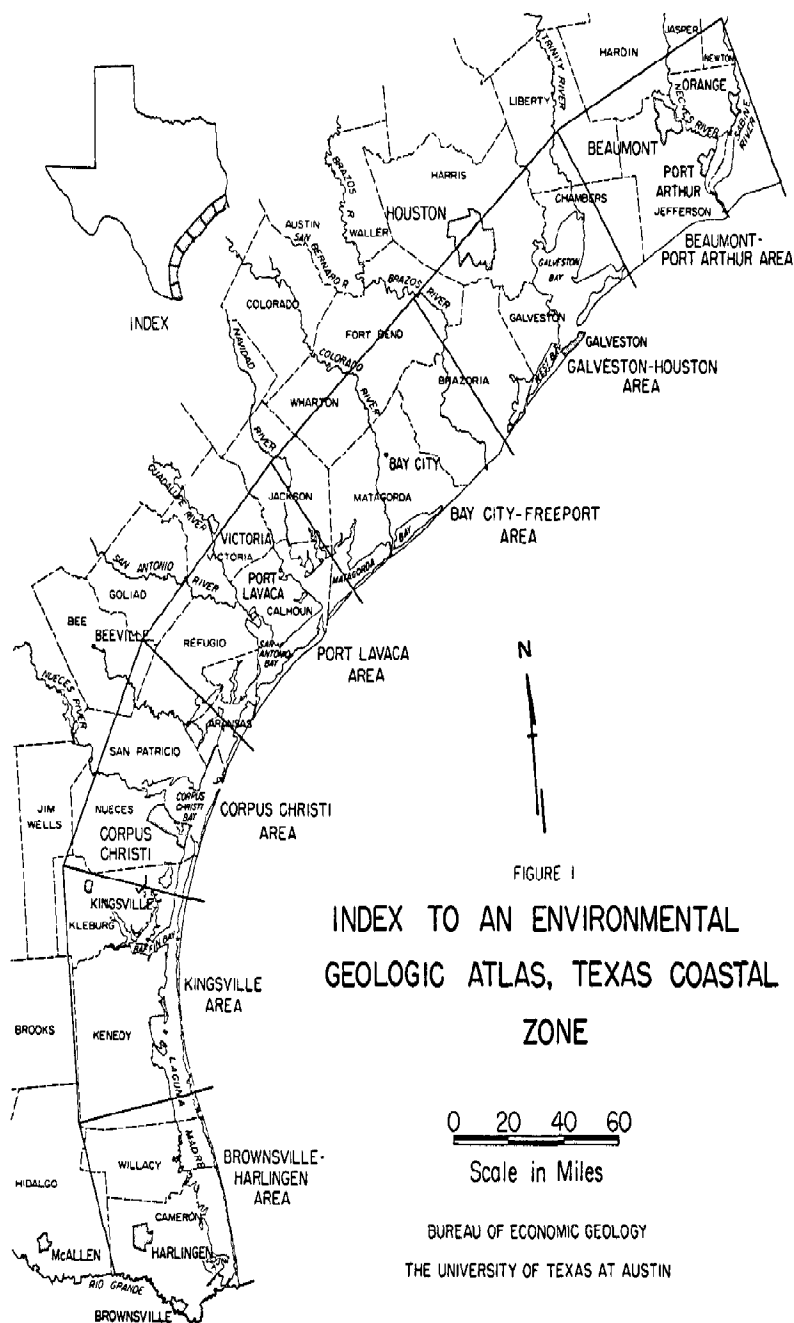 JASPER
HARDIN
NEWTON
TRINITY RIVER
ORANGE
LIBERTY
NECHES RIVER
SABINE RIVER
BEAUMONT
BRAZOS R.
HARRIS
PORT ARTHUR
CHAMBERS
AUSTIN
WALLER
HOUSTON
JEFFERSON
SAN BERNARD R.
BEAUMONT-
PORT ARTHUR AREA
GALVESTON BAY
BRAZOS RIVER
COLORADO
INDEX
NAVIDAD RIVER
FORT BEND
GALVESTON
GALVESTON
COLORADO RIVER
WEST BAY
GALVESTON-HOUSTON
AREA
BRAZORIA
WHARTON
BAY CITY
GUADALUPE RIVER
JACKSON
MATAGORDA
BAY CITY-FREEPORT
AREA
VICTORIA
VICTORIA
MATAGORDA BAY
SAN ANTONIO RIVER
PORT LAVACA
GOLIAD
CALHOUN
BEE
BEEVILLE
REFUGIO
SAN ANTONIO BAY
PORT LAVACA
AREA
N
NUECES RIVER
ARANSAS
SAN PATRICIO
CORPUS CHRISTI BAY
JIM WELLS
NUECES
CORPUS CHRISTI
AREA
CORPUS CHRISTI
FIGURE 1
KINGSVILLE
INDEX TO AN ENVIRONMENTAL
KLEBURG
BAFFIN BAY
GEOLOGIC ATLAS, TEXAS COASTAL
KINGSVILLE
AREA
ZONE
BROOKS
KENEDY
LAGUNA MADRE
0 20 40 60
Scale in Miles
WILLACY
BROWNSVILLE-
HARLINGEN
AREA
HIDALGO
CAMERON
BUREAU OF ECONOMIC GEOLOGY
McALLEN
HARLINGEN
THE UNIVERSITY OF TEXAS AT AUSTIN
RIO GRANDE
BROWNSVILLE